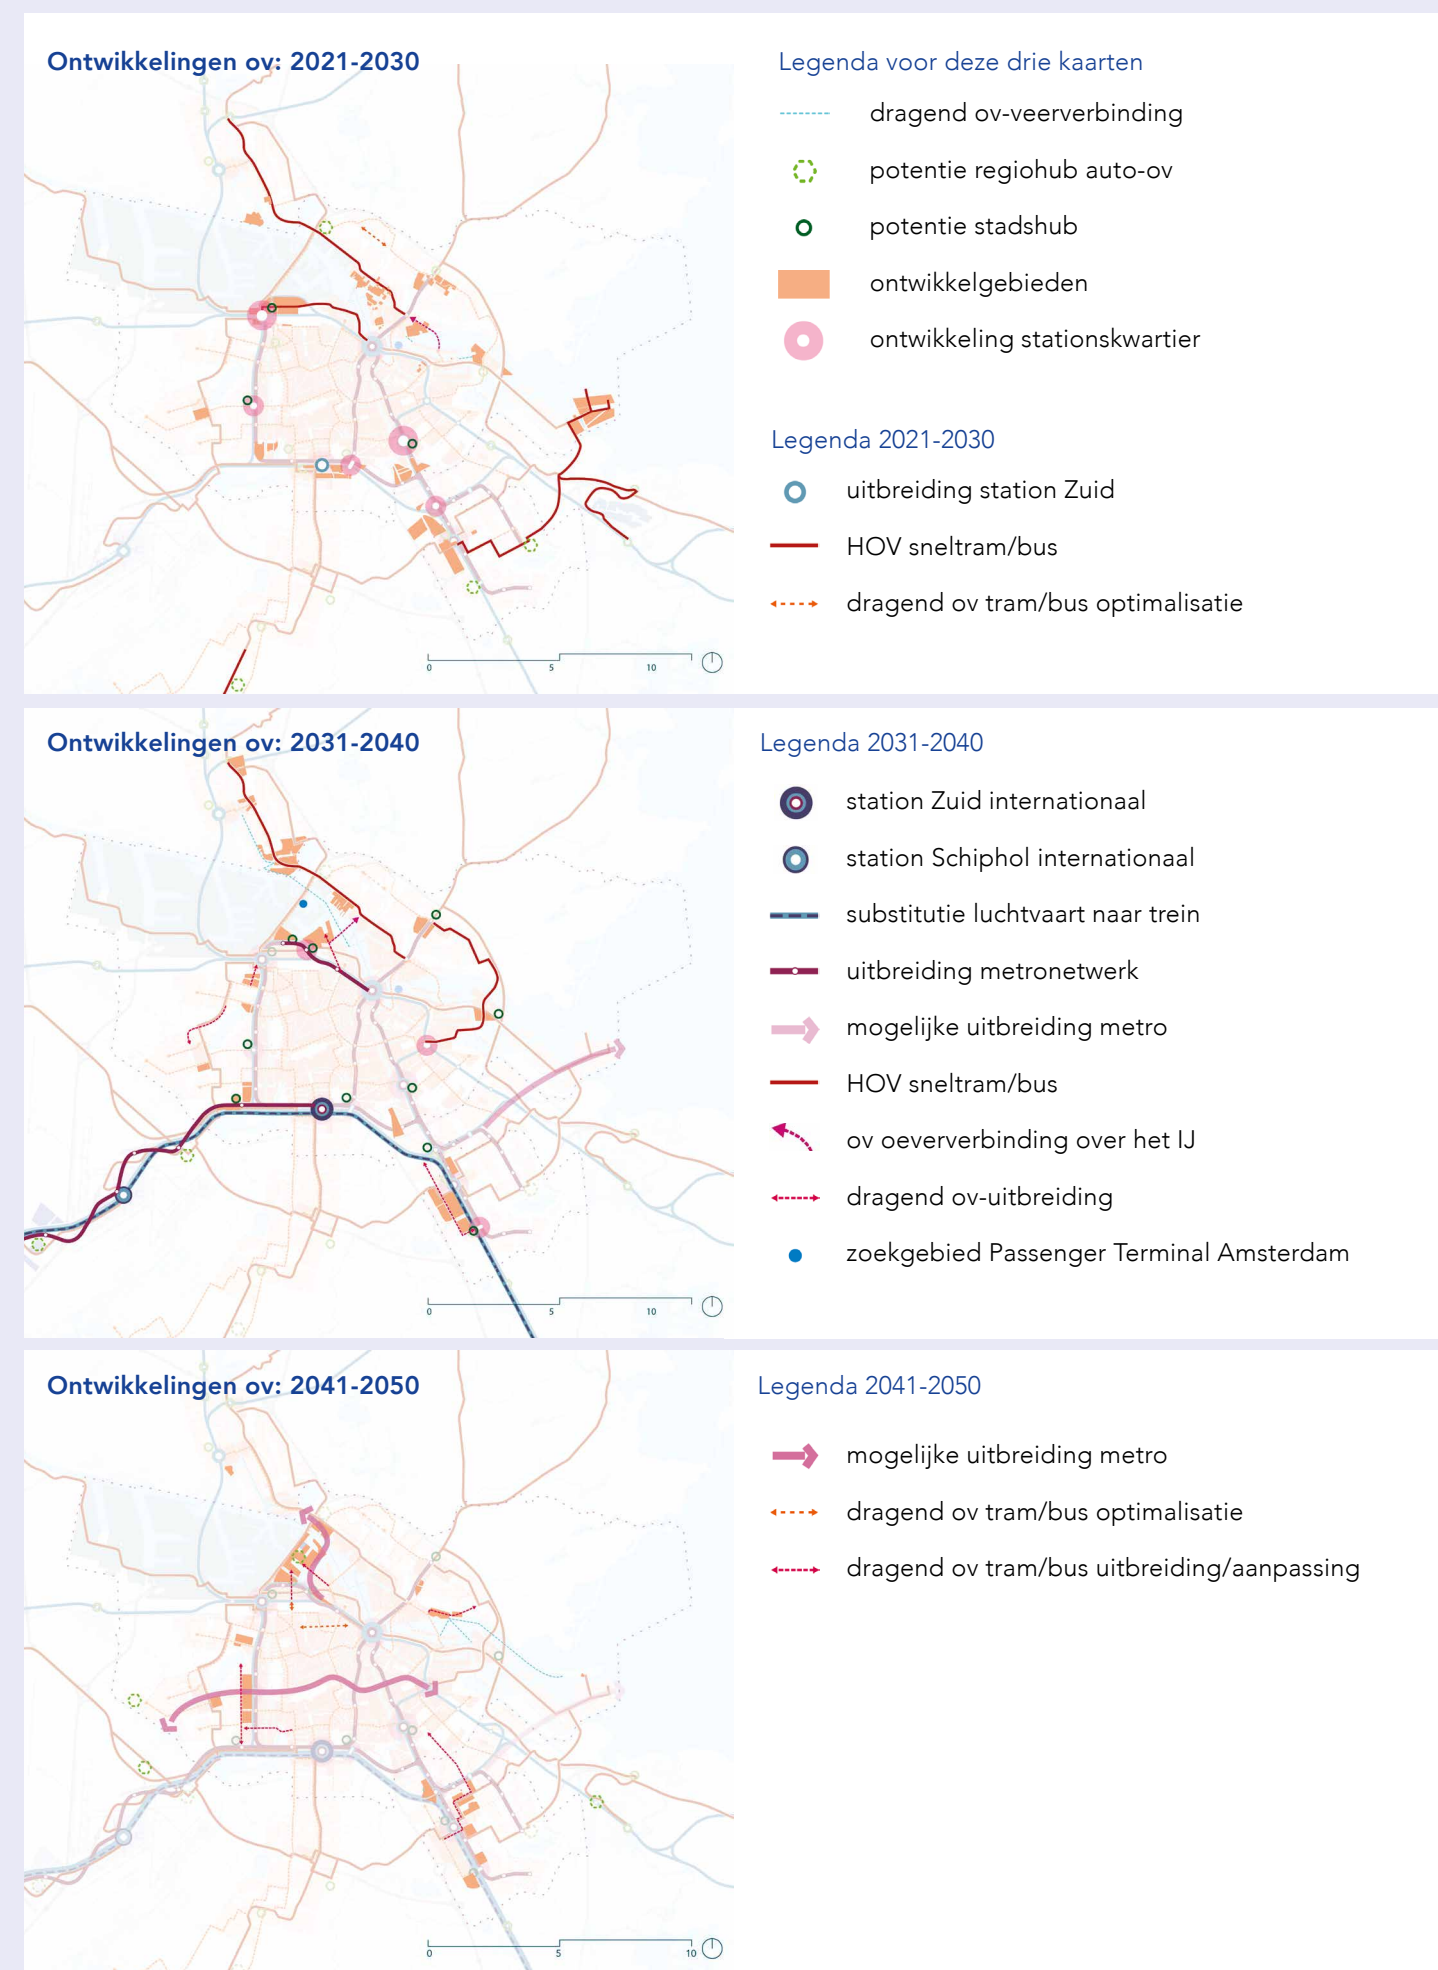 Ontwikkelingen ov: 2021-2030
Legenda voor deze drie kaarten
dragend ov-veerverbinding
potentie regiohub auto-ov
potentie stadshub
ontwikkelgebieden
ontwikkeling stationskwartier
Legenda 2021-2030
uitbreiding station Zuid
HOV sneltram/bus
dragend ov tram/bus optimalisatie
0 5 10
Ontwikkelingen ov: 2031-2040
Legenda 2031-2040
station Zuid internationaal
station Schiphol internationaal
substitutie luchtvaart naar trein
uitbreiding metronetwerk
mogelijke uitbreiding metro
HOV sneltram/bus
ov oeververbinding over het IJ
dragend ov-uitbreiding
zoekgebied Passenger Terminal Amsterdam
0 5 10
Ontwikkelingen ov: 2041-2050
Legenda 2041-2050
mogelijke uitbreiding metro
dragend ov tram/bus optimalisatie
dragend ov tram/bus uitbreiding/aanpassing
0 5 10